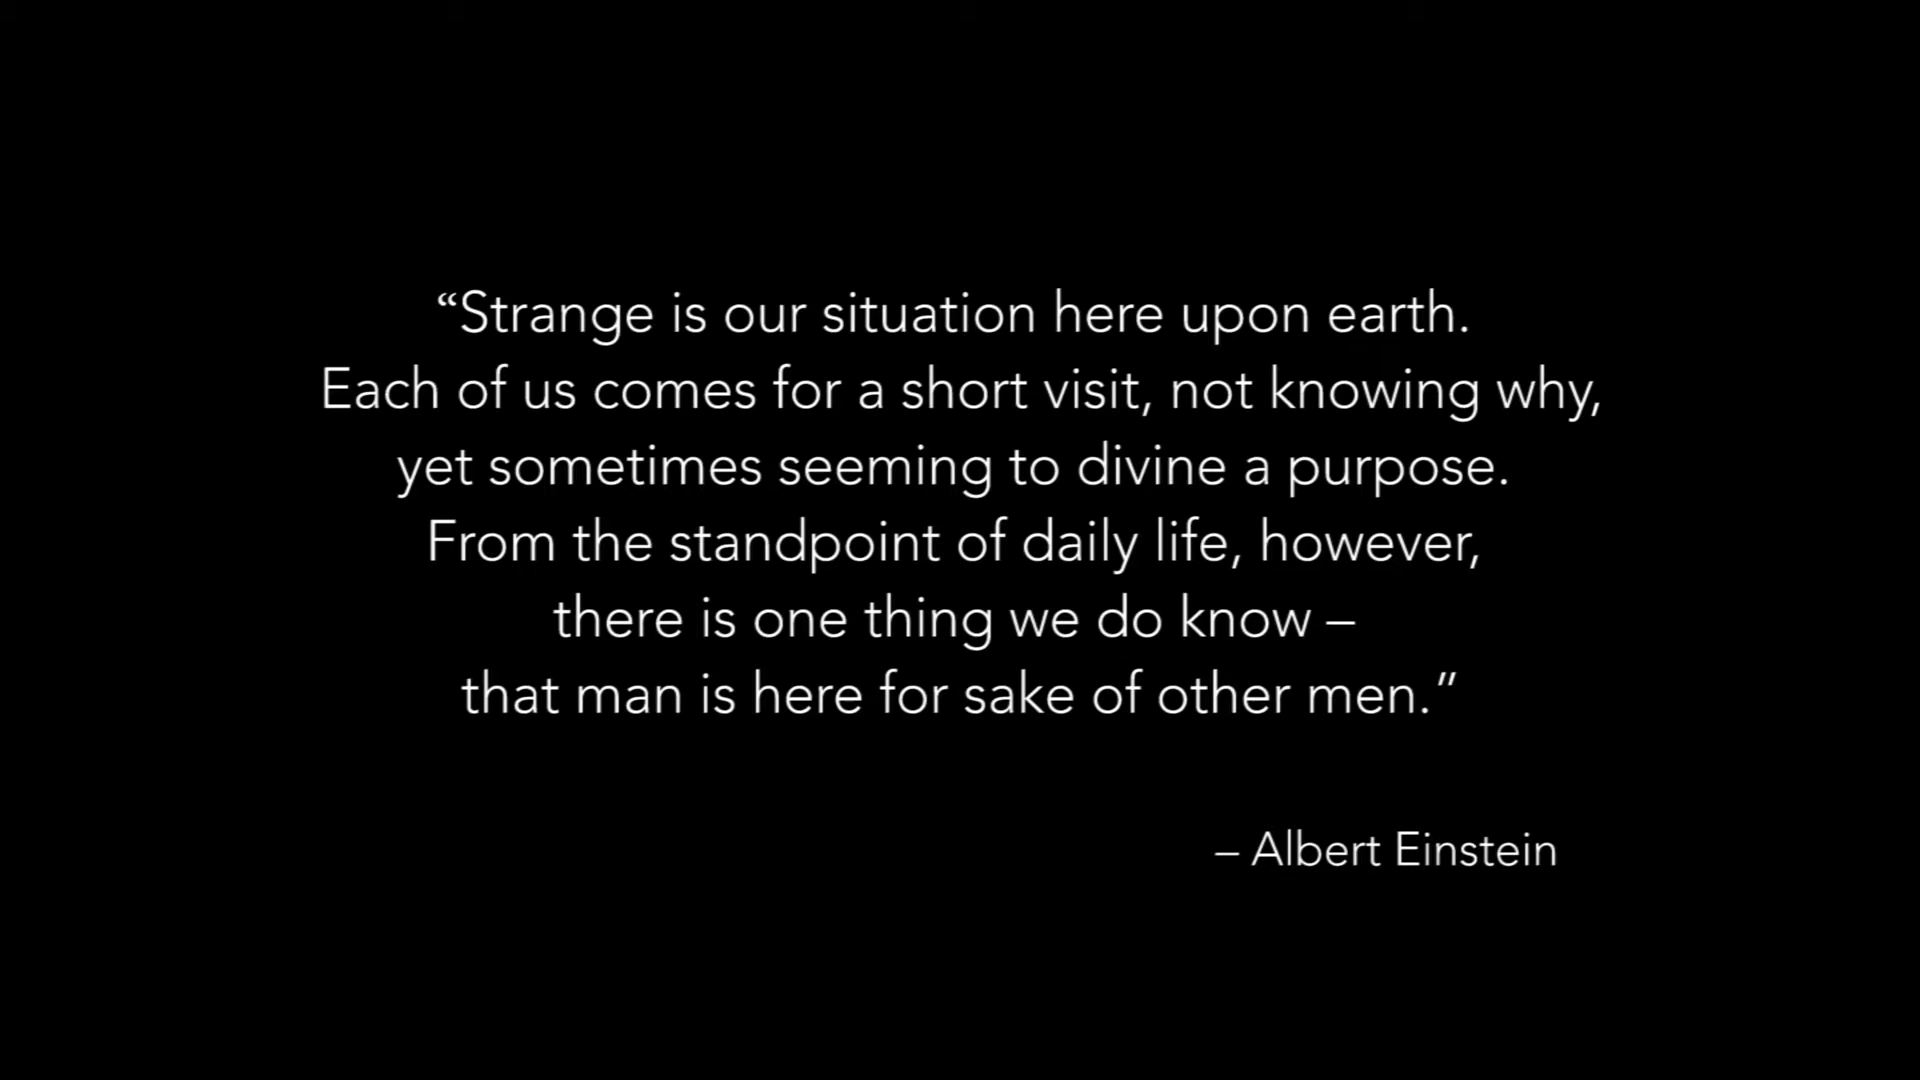 “Strange is our situation here upon earth.
Each of us comes for a short visit, not knowing why,
yet sometimes seeming to divine a purpose.
From the standpoint of daily life, however,
there is one thing we do know –
that man is here for sake of other men.”
– Albert Einstein